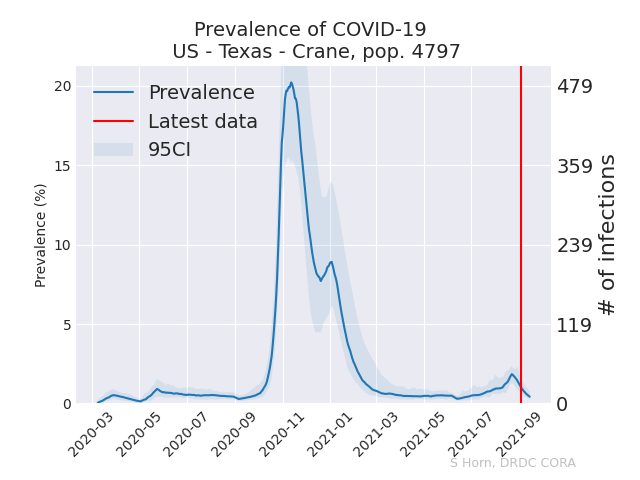 Prevalence of COVID-19
US - Texas - Crane, pop. 4797
Prevalence
Latest data
95CI
Prevalence (%)
20
15
10
5
0
479
359
239
119
0
# of infections
2020-03
2020-05
2020-07
2020-09
2020-11
2021-01
2021-03
2021-05
2021-07
2021-09
S Horn, DRDC CORA